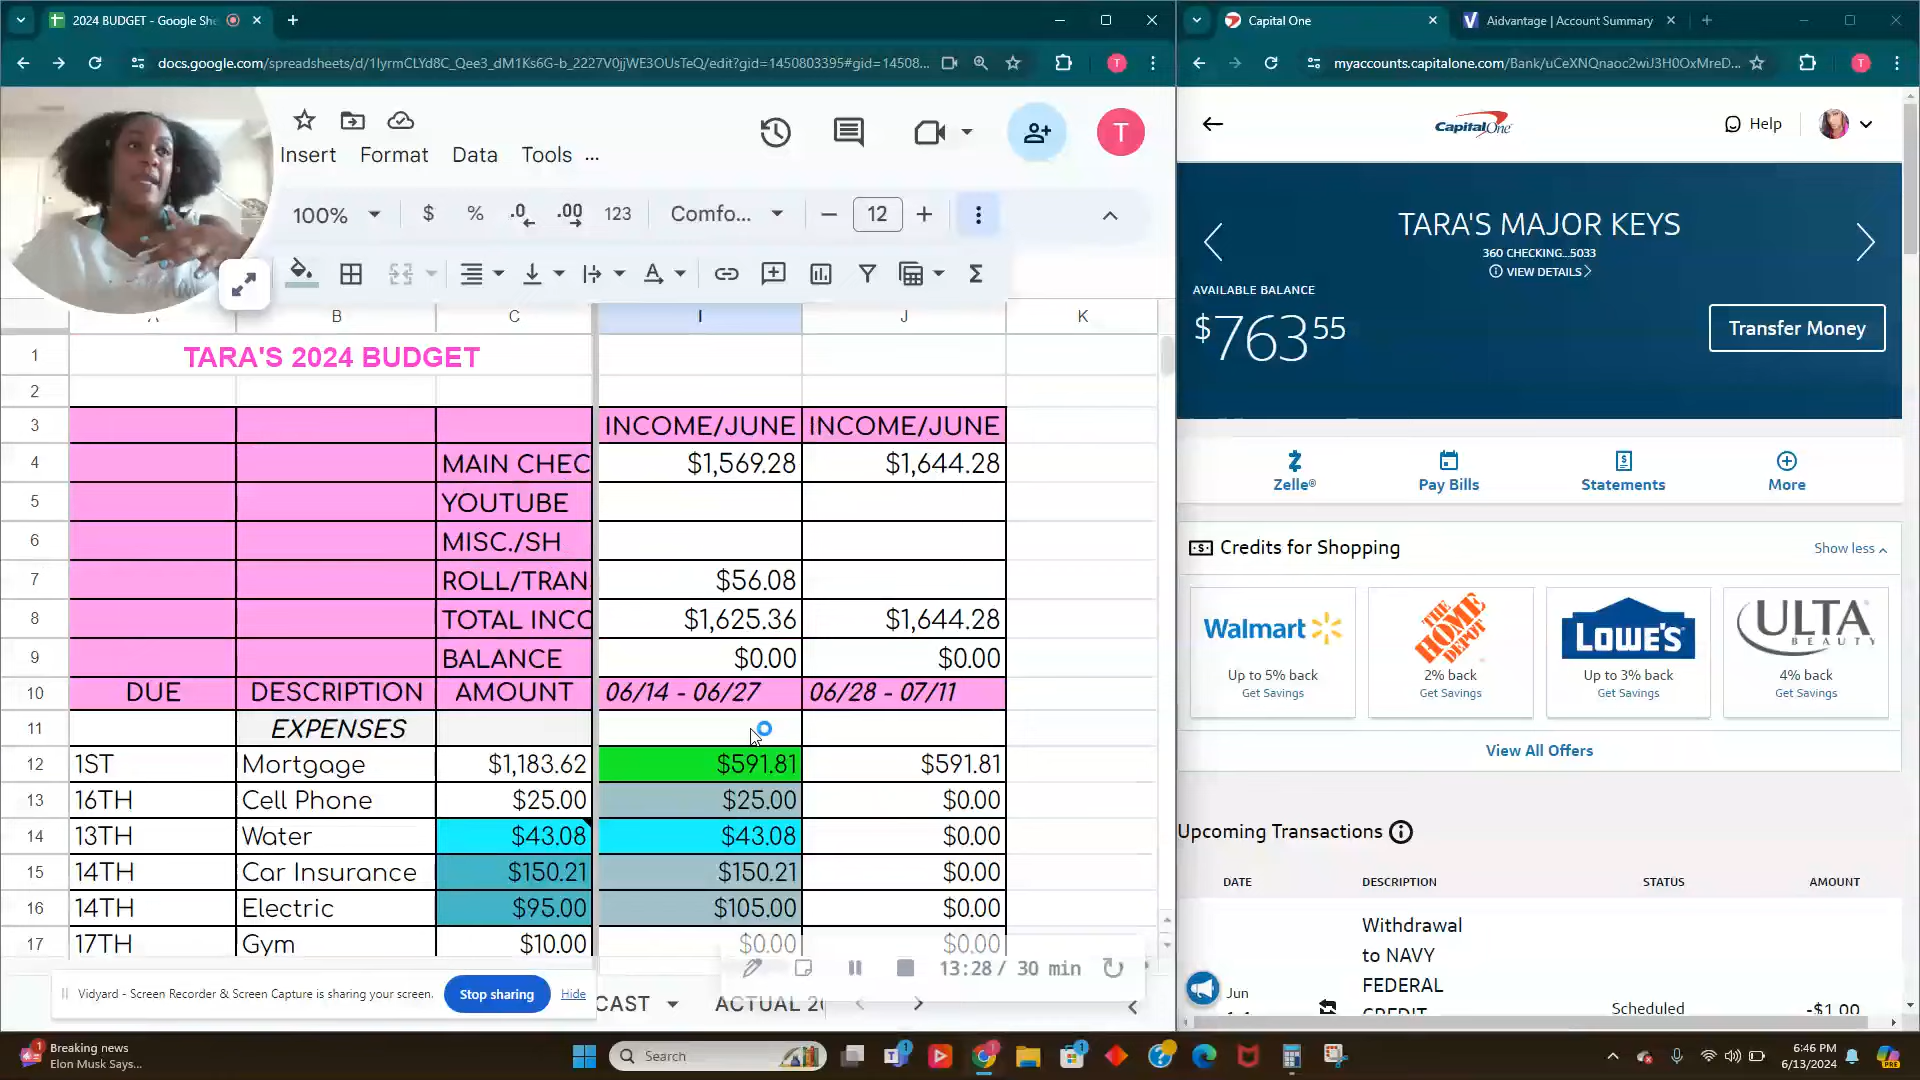 2024 BUDGET - Google She
docs.google.com/spreadsheets/d/1IyrmCLYd8C_Qee3_dM1Ks6G-b_2227V0jjWE3OUsTeQ/edit?gid=1450803395#gid=14508...
T
Insert Format Data Tools ...
T
100% $ % .0 .00 123 Comfo... 12
A B C I J K
1 TARA'S 2024 BUDGET
2
3 INCOME/JUNE INCOME/JUNE
4 MAIN CHEC $1,569.28 $1,644.28
5 YOUTUBE
6 MISC./SH
7 ROLL/TRAN $56.08
8 TOTAL INCO $1,625.36 $1,644.28
9 BALANCE $0.00 $0.00
10 DUE DESCRIPTION AMOUNT 06/14 - 06/27 06/28 - 07/11
11 EXPENSES
12 1ST Mortgage $1,183.62 $591.81 $591.81
13 16TH Cell Phone $25.00 $25.00 $0.00
14 13TH Water $43.08 $43.08 $0.00
15 14TH Car Insurance $150.21 $150.21 $0.00
16 14TH Electric $95.00 $105.00 $0.00
17 17TH Gym $10.00 $0.00 $0.00
13:28 / 30 min
Vidyard - Screen Recorder & Screen Capture is sharing your screen. Stop sharing Hide
CAST ACTUAL 2
Capital One
Aidvantage | Account Summary
myaccounts.capitalone.com/Bank/uCeXNQnaoc2wiJ3H0OxMreD...
T
CapitalOne
Help
TARA'S MAJOR KEYS
360 CHECKING...5033
VIEW DETAILS
AVAILABLE BALANCE
$763 55
Transfer Money
Zelle® Pay Bills Statements More
Credits for Shopping
Show less
Walmart
Up to 5% back
Get Savings
THE HOME DEPOT
2% back
Get Savings
LOWE'S
Up to 3% back
Get Savings
ULTA BEAUTY
4% back
Get Savings
View All Offers
Upcoming Transactions
DATE DESCRIPTION STATUS AMOUNT
Withdrawal
to NAVY
FEDERAL
CREDIT
Jun
Scheduled
-$1.00
Breaking news
Elon Musk Says...
Search
6:46 PM
6/13/2024